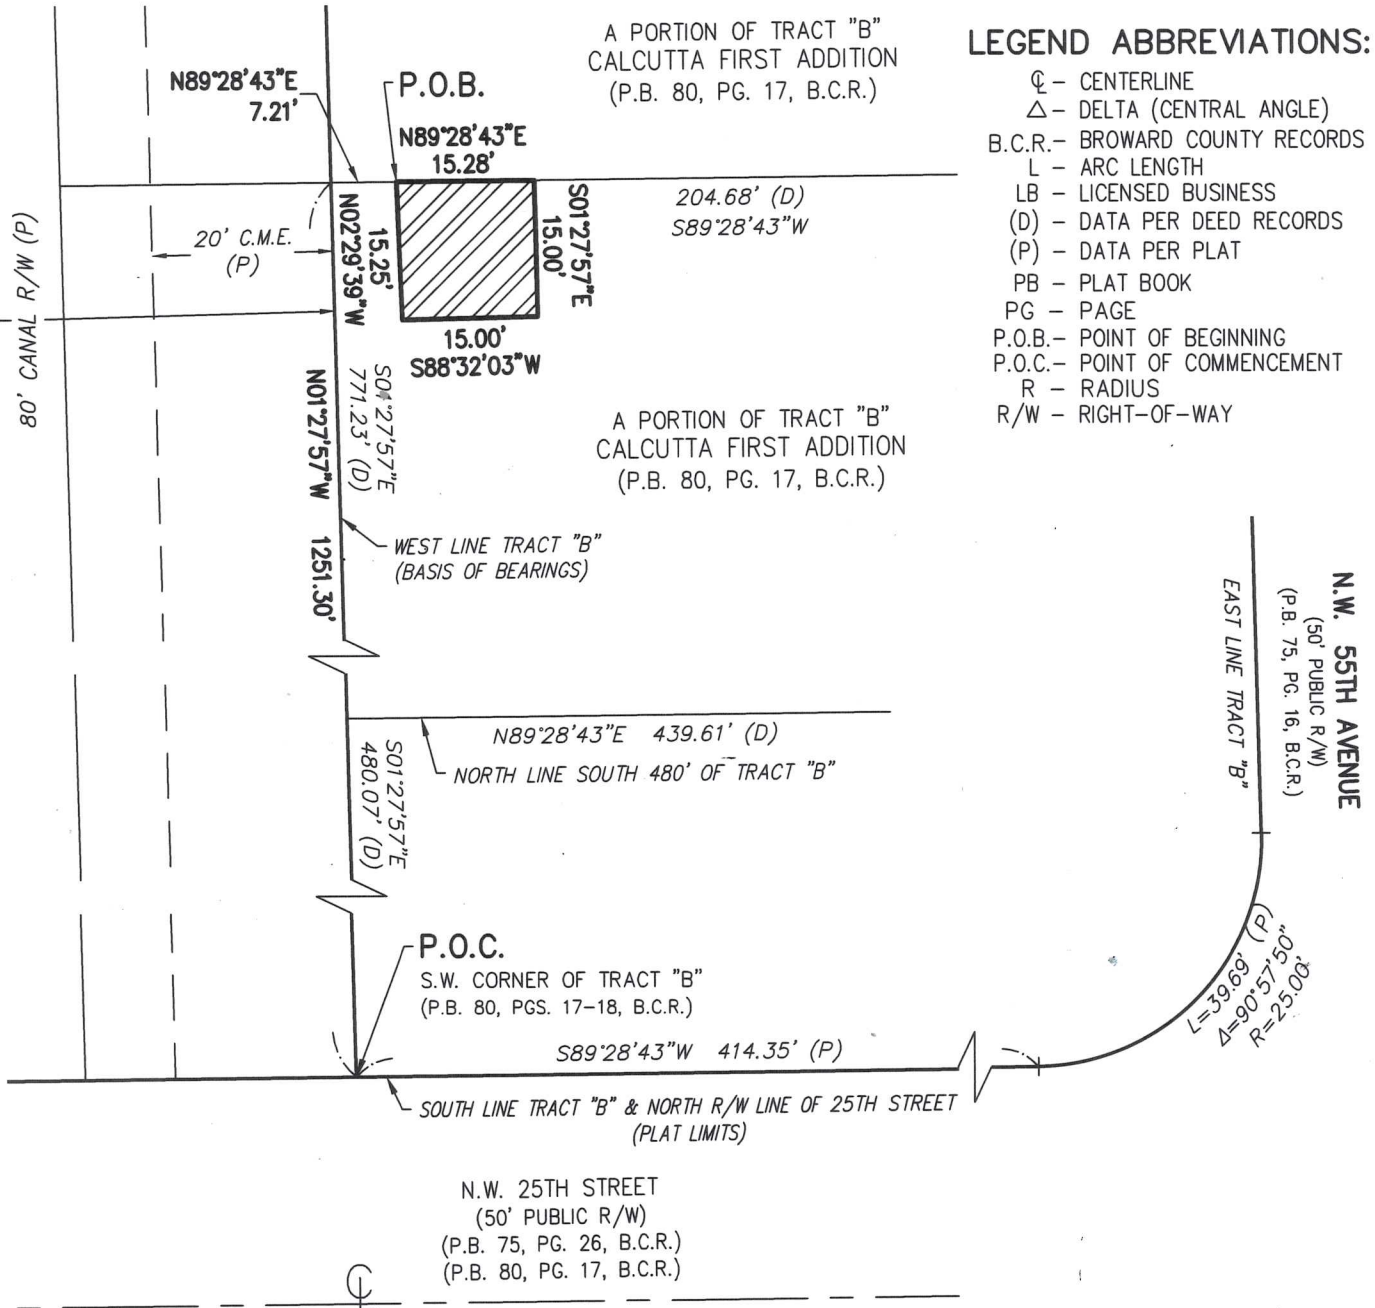 A PORTION OF TRACT "B"
CALCUTTA FIRST ADDITION
(P.B. 80, PG. 17, B.C.R.)
LEGEND ABBREVIATIONS:
℄ - CENTERLINE
Δ - DELTA (CENTRAL ANGLE)
B.C.R.- BROWARD COUNTY RECORDS
L - ARC LENGTH
LB - LICENSED BUSINESS
(D) - DATA PER DEED RECORDS
(P) - DATA PER PLAT
PB - PLAT BOOK
PG - PAGE
P.O.B.- POINT OF BEGINNING
P.O.C.- POINT OF COMMENCEMENT
R - RADIUS
R/W - RIGHT-OF-WAY
N89°28'43"E
7.21'
P.O.B.
N89°28'43"E
15.28'
204.68' (D)
S89°28'43"W
S01°27'57"E
15.00'
N02°29'39"W
15.25'
15.00'
S88°32'03"W
20' C.M.E.
(P)
80' CANAL R/W (P)
S01°27'57"E
771.23' (D)
N01°27'57"W 1251.30'
A PORTION OF TRACT "B"
CALCUTTA FIRST ADDITION
(P.B. 80, PG. 17, B.C.R.)
WEST LINE TRACT "B"
(BASIS OF BEARINGS)
N.W. 55TH AVENUE
(50' PUBLIC R/W)
(P.B. 75, PG. 16, B.C.R.)
EAST LINE TRACT "B"
N89°28'43"E 439.61' (D)
NORTH LINE SOUTH 480' OF TRACT "B"
S01°27'57"E
480.07' (D)
P.O.C.
S.W. CORNER OF TRACT "B"
(P.B. 80, PGS. 17-18, B.C.R.)
L=39.69' (P)
Δ=90°57'50"
R=25.00'
S89°28'43"W 414.35' (P)
SOUTH LINE TRACT "B" & NORTH R/W LINE OF 25TH STREET
(PLAT LIMITS)
N.W. 25TH STREET
(50' PUBLIC R/W)
(P.B. 75, PG. 26, B.C.R.)
(P.B. 80, PG. 17, B.C.R.)
℄